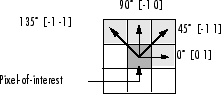 90° [-1 0]
135° [-1 -1]
45° [-1 1]
0° [0 1]
Pixel-of-interest